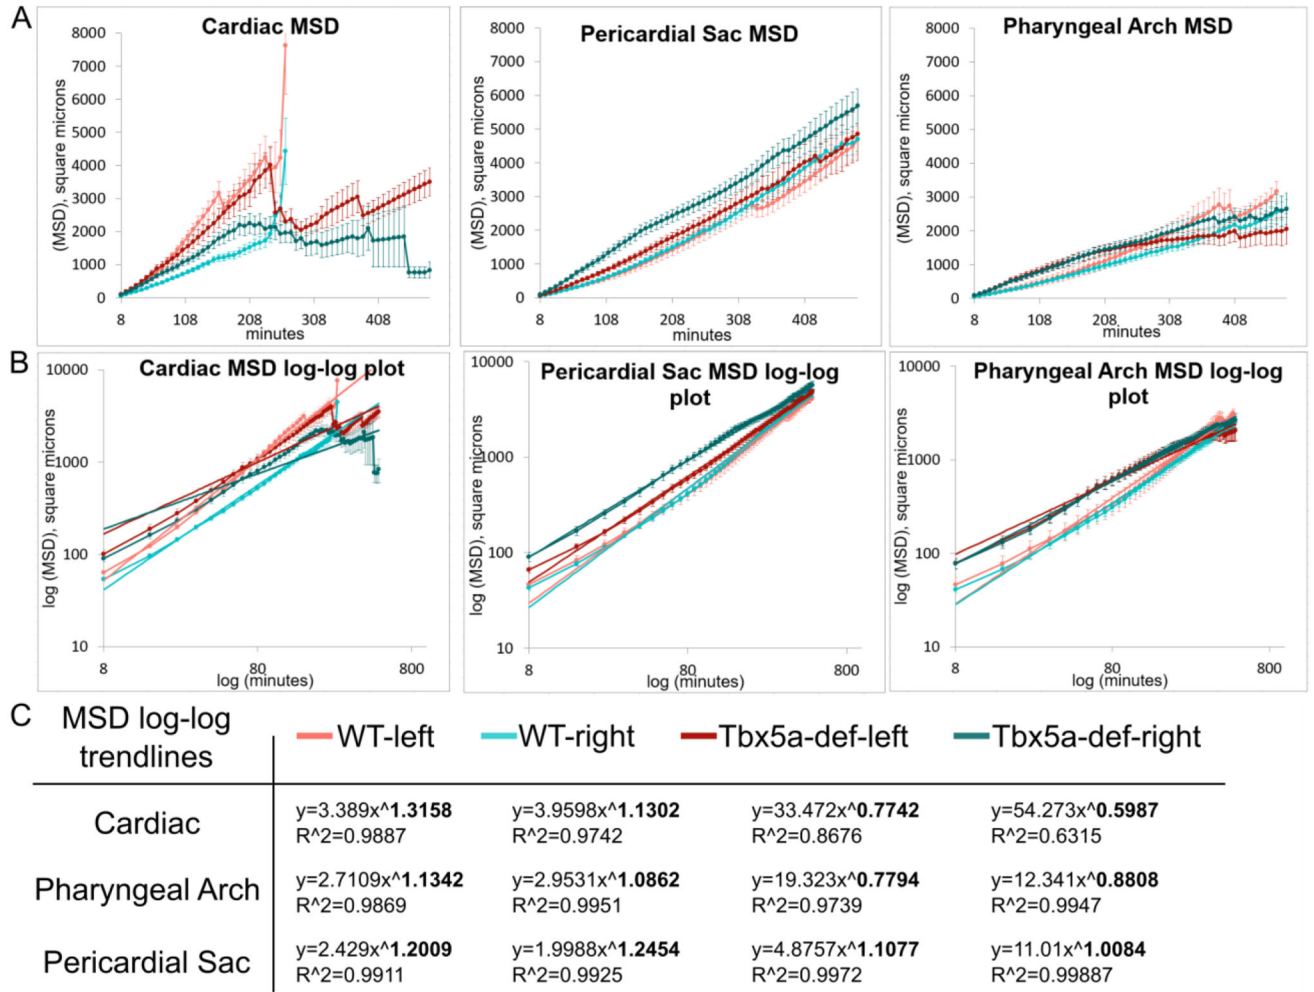 A
Cardiac MSD
(MSD), square microns
8000
7000
6000
5000
4000
3000
2000
1000
0
8
108
208
308
408
minutes
Pericardial Sac MSD
(MSD), square microns
8000
7000
6000
5000
4000
3000
2000
1000
0
8
108
208
308
408
minutes
Pharyngeal Arch MSD
(MSD), square microns
8000
7000
6000
5000
4000
3000
2000
1000
0
8
108
208
308
408
minutes
B
Cardiac MSD log-log plot
log (MSD), square microns
10000
1000
100
10
8
80
800
log (minutes)
Pericardial Sac MSD log-log
plot
log (MSD), square microns
10000
1000
100
10
8
80
800
log (minutes)
Pharyngeal Arch MSD log-log
plot
log (MSD), square microns
10000
1000
100
10
8
80
800
log (minutes)
C
MSD log-log
trendlines
WT-left
WT-right
Tbx5a-def-left
Tbx5a-def-right
Cardiac
y=3.389x^1.3158
R^2=0.9887
y=3.9598x^1.1302
R^2=0.9742
y=33.472x^0.7742
R^2=0.8676
y=54.273x^0.5987
R^2=0.6315
Pharyngeal Arch
y=2.7109x^1.1342
R^2=0.9869
y=2.9531x^1.0862
R^2=0.9951
y=19.323x^0.7794
R^2=0.9739
y=12.341x^0.8808
R^2=0.9947
Pericardial Sac
y=2.429x^1.2009
R^2=0.9911
y=1.9988x^1.2454
R^2=0.9925
y=4.8757x^1.1077
R^2=0.9972
y=11.01x^1.0084
R^2=0.99887